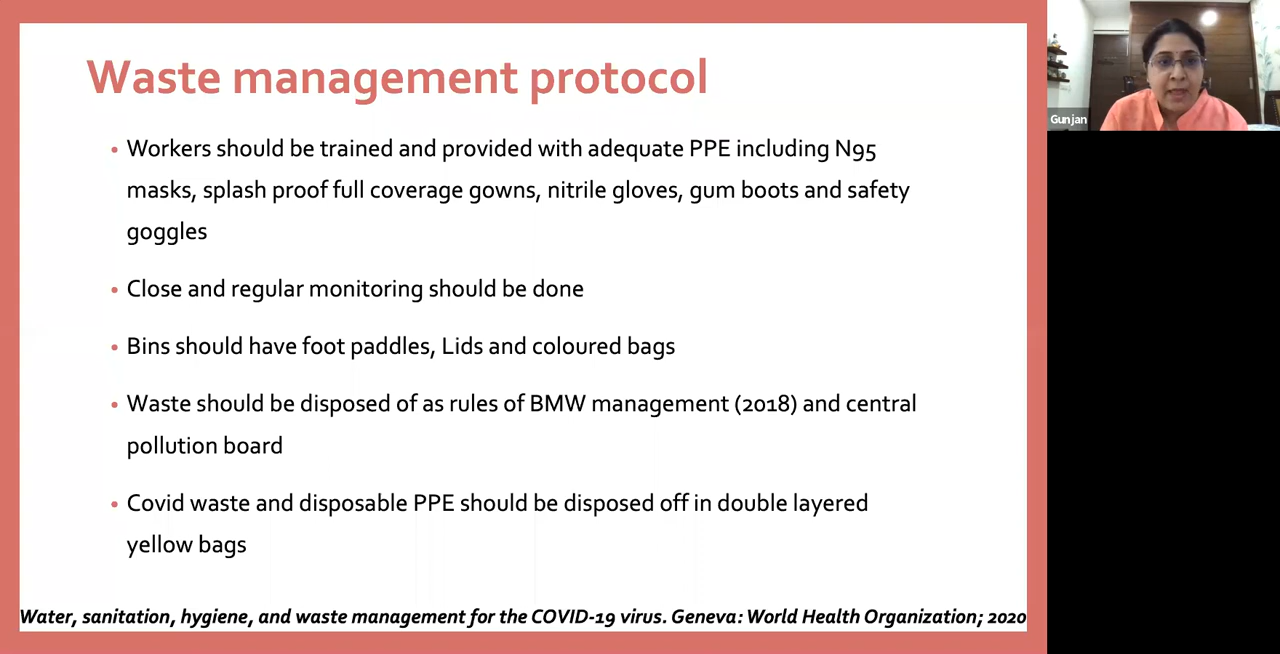 Waste management protocol
• Workers should be trained and provided with adequate PPE including N95
masks, splash proof full coverage gowns, nitrile gloves, gum boots and safety
goggles
• Close and regular monitoring should be done
• Bins should have foot paddles, Lids and coloured bags
• Waste should be disposed of as rules of BMW management (2018) and central
pollution board
• Covid waste and disposable PPE should be disposed off in double layered
yellow bags
Water, sanitation, hygiene, and waste management for the COVID-19 virus. Geneva: World Health Organization; 2020
Gunjan